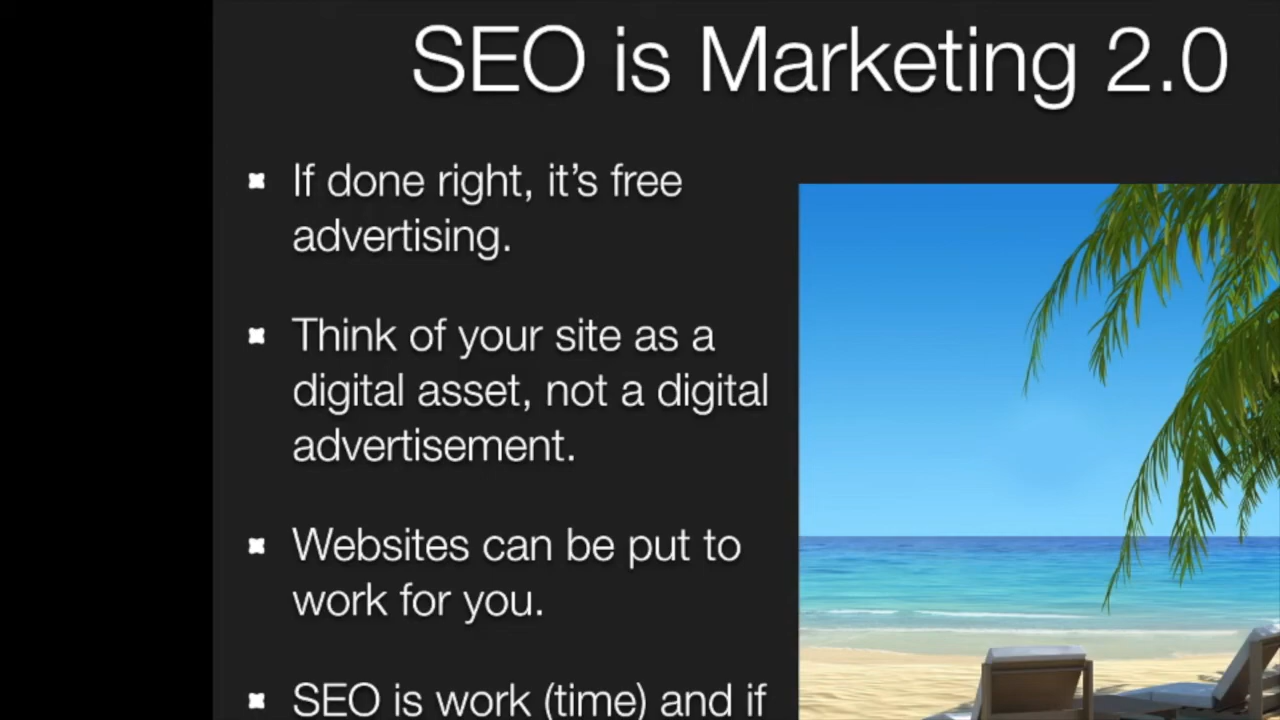 SEO is Marketing 2.0
If done right, it’s free
advertising.
Think of your site as a
digital asset, not a digital
advertisement.
Websites can be put to
work for you.
SEO is work (time) and if